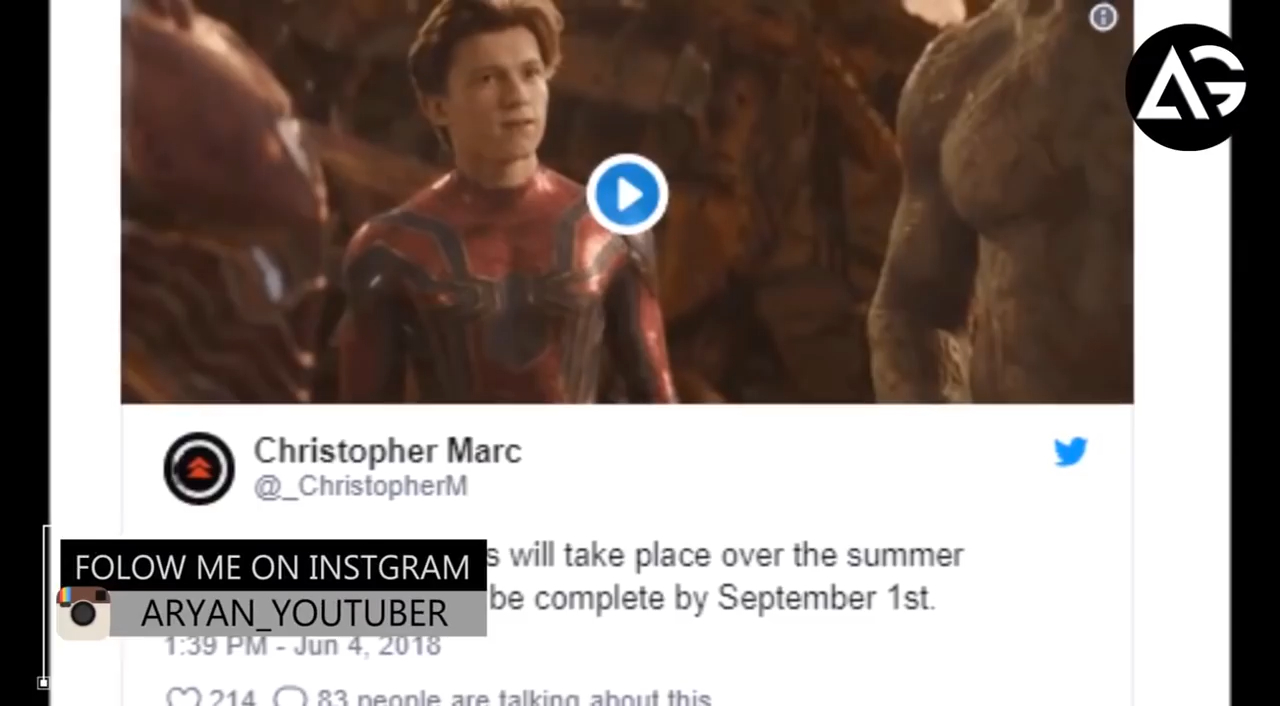 AG
Christopher Marc
@_ChristopherM
s will take place over the summer
be complete by September 1st.
FOLOW ME ON INSTGRAM
ARYAN_YOUTUBER
1:39 PM - Jun 4, 2018
214 83 people are talking about this